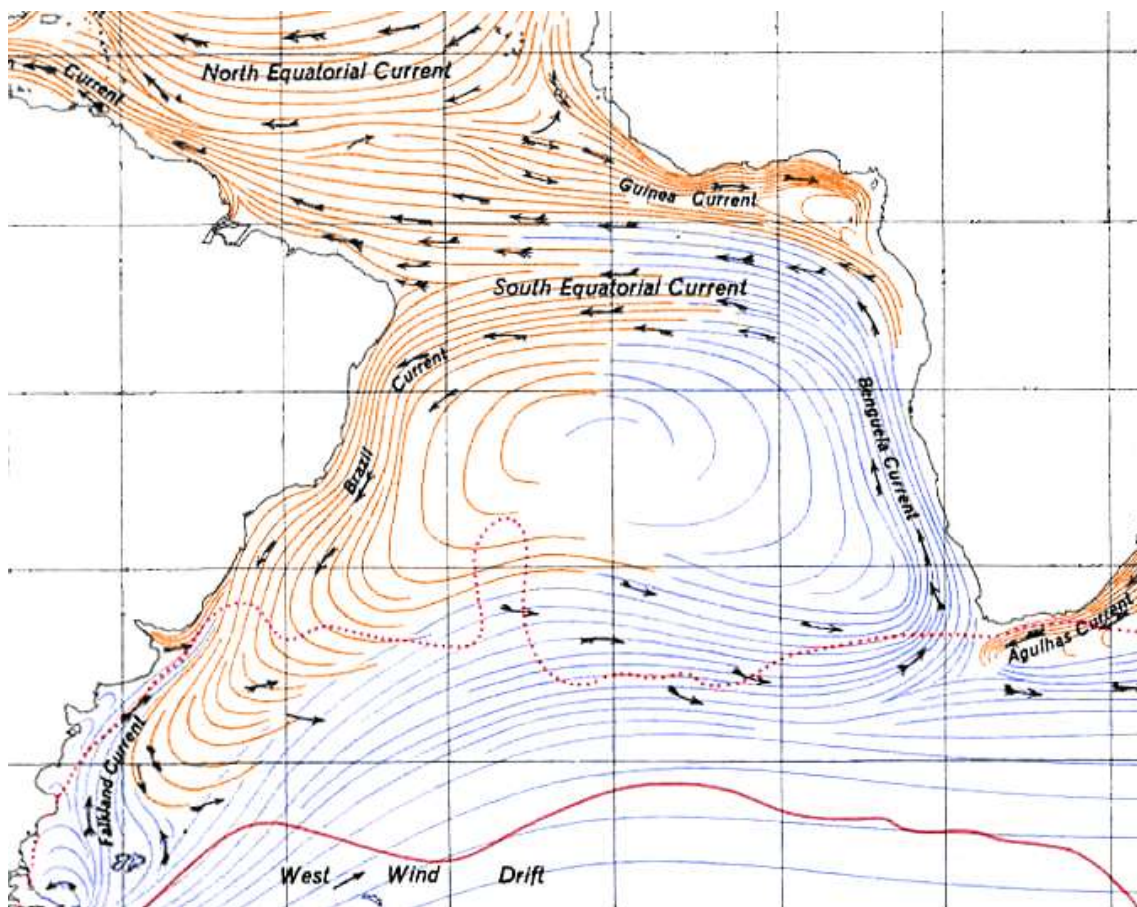 North Equatorial Current
Current
Guinea Current
South Equatorial Current
Brazil Current
Benguela Current
Agulhas Current
Falkland Current
West Wind Drift